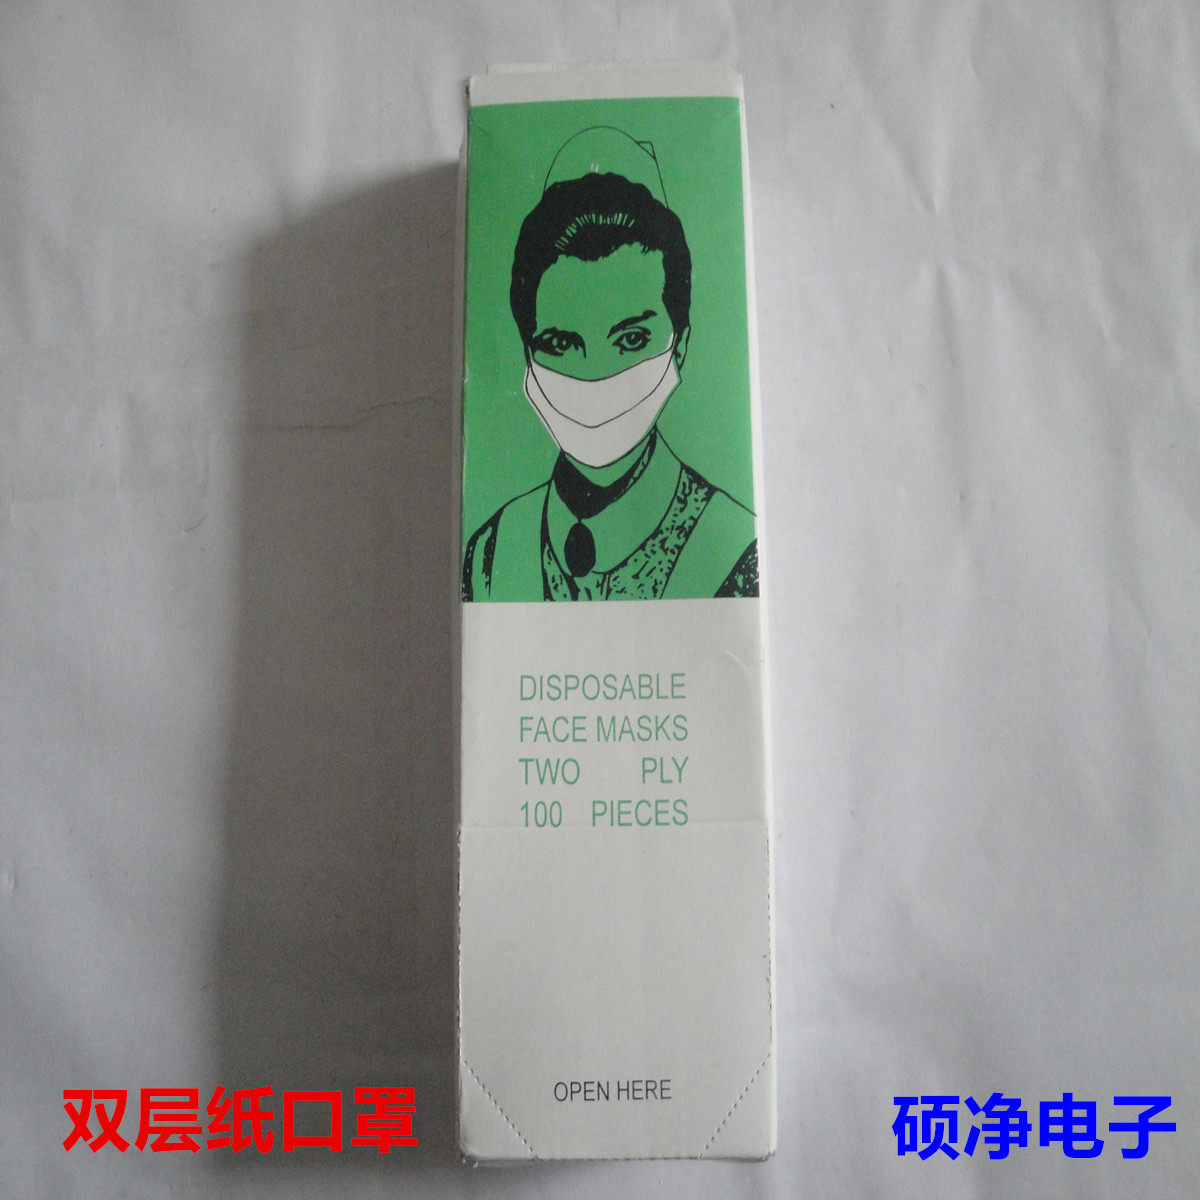 DISPOSABLE
FACE MASKS
TWO PLY
100 PIECES
OPEN HERE
双层纸口罩
硕净电子